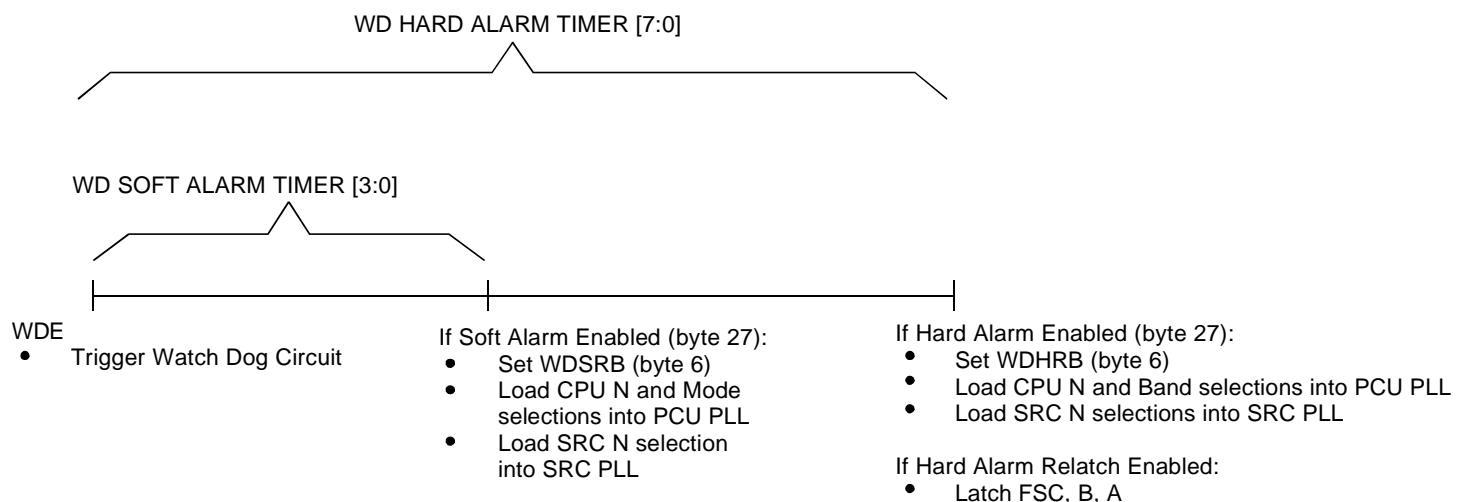 WD HARD ALARM TIMER [7:0]
WD SOFT ALARM TIMER [3:0]
WDE
• Trigger Watch Dog Circuit
If Soft Alarm Enabled (byte 27):
• Set WDSRB (byte 6)
• Load CPU N and Mode
selections into PCU PLL
• Load SRC N selection
into SRC PLL
If Hard Alarm Enabled (byte 27):
• Set WDHRB (byte 6)
• Load CPU N and Band selections into PCU PLL
• Load SRC N selections into SRC PLL
If Hard Alarm Relatch Enabled:
• Latch FSC, B, A